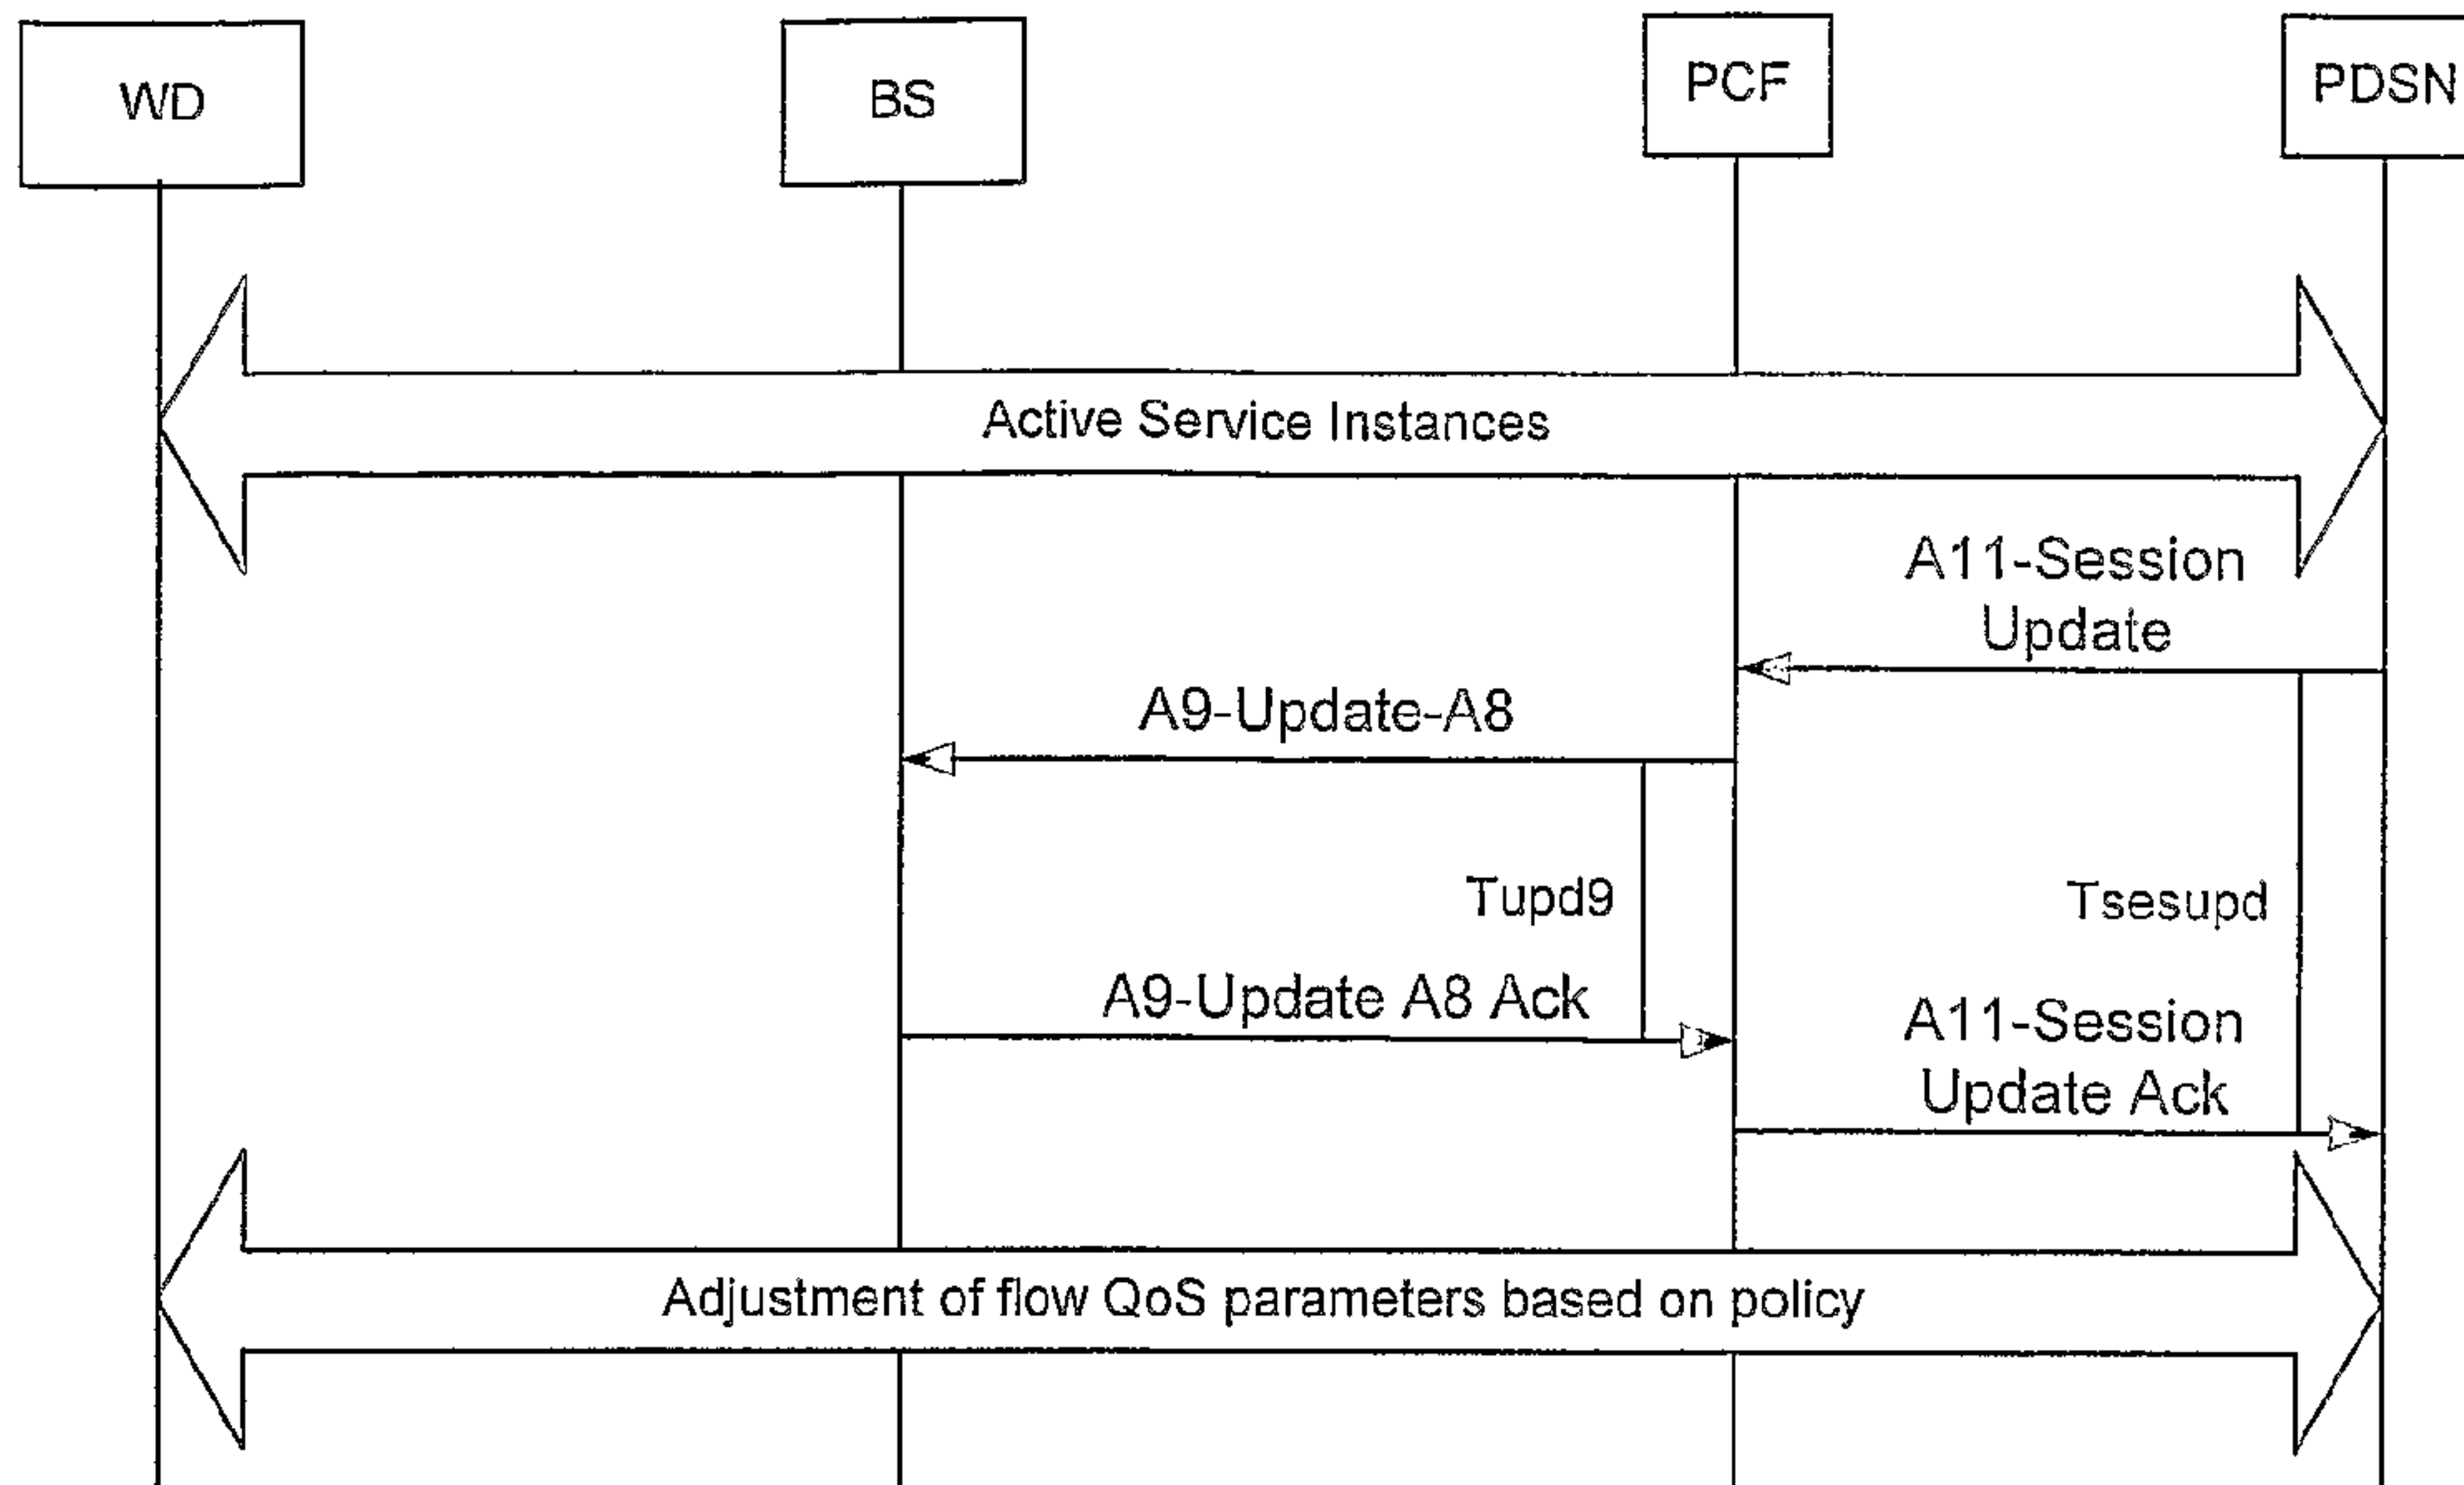 WD
BS
PCF
PDSN
Active Service Instances
A11-Session
Update
A9-Update-A8
Tupd9
Tsesupd
A9-Update A8 Ack
A11-Session
Update Ack
Adjustment of flow QoS parameters based on policy